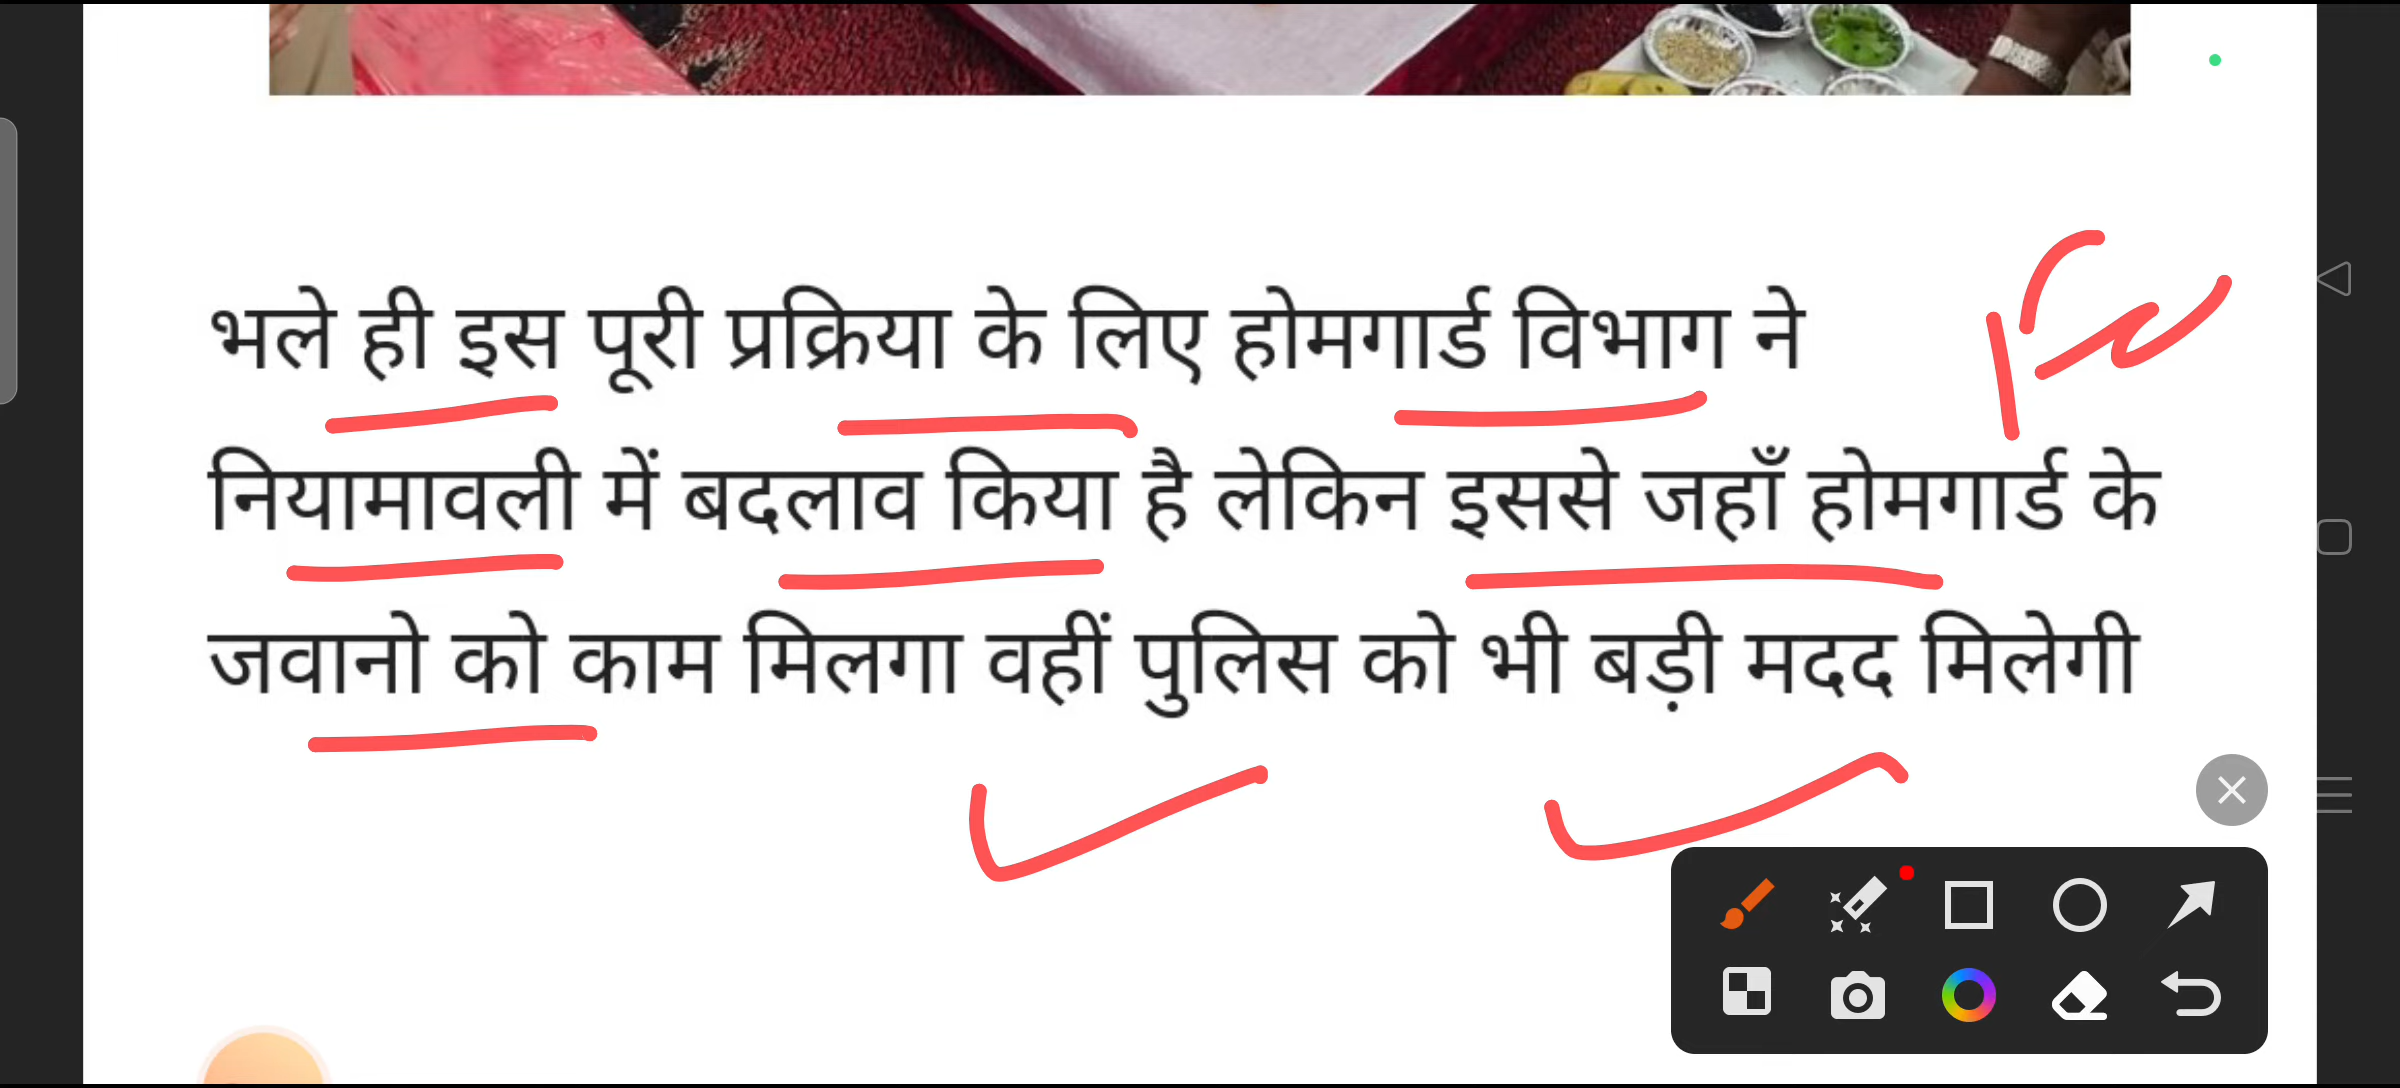 भले ही इस पूरी प्रक्रिया के लिए होमगार्ड विभाग ने
नियामावली में बदलाव किया है लेकिन इससे जहाँ होमगार्ड के
जवानो को काम मिलगा वहीं पुलिस को भी बड़ी मदद मिलेगी